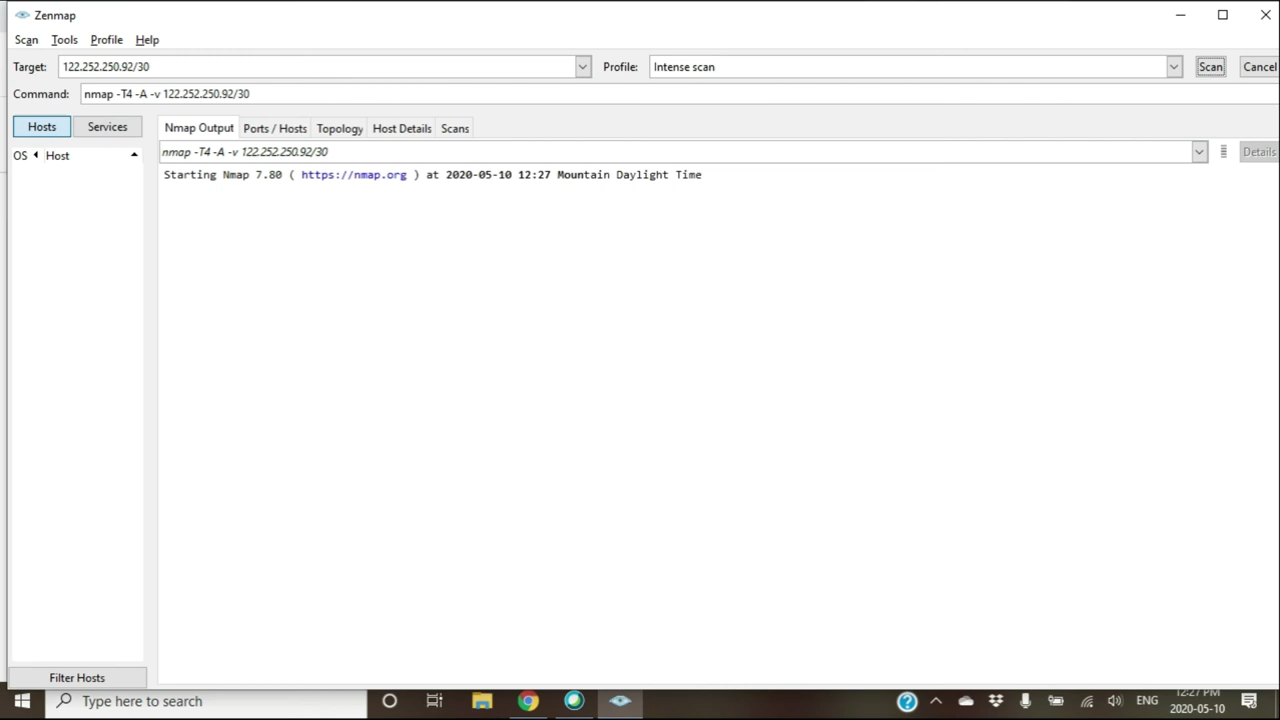 Zenmap
Scan Tools Profile Help
Target: 122.252.250.92/30 Profile: Intense scan Scan Cancel
Command: nmap -T4 -A -v 122.252.250.92/30
Hosts Services Nmap Output Ports / Hosts Topology Host Details Scans
OS Host nmap -T4 -A -v 122.252.250.92/30 Details
Starting Nmap 7.80 ( https://nmap.org ) at 2020-05-10 12:27 Mountain Daylight Time
Filter Hosts
Type here to search ENG 12:27 PM
2020-05-10